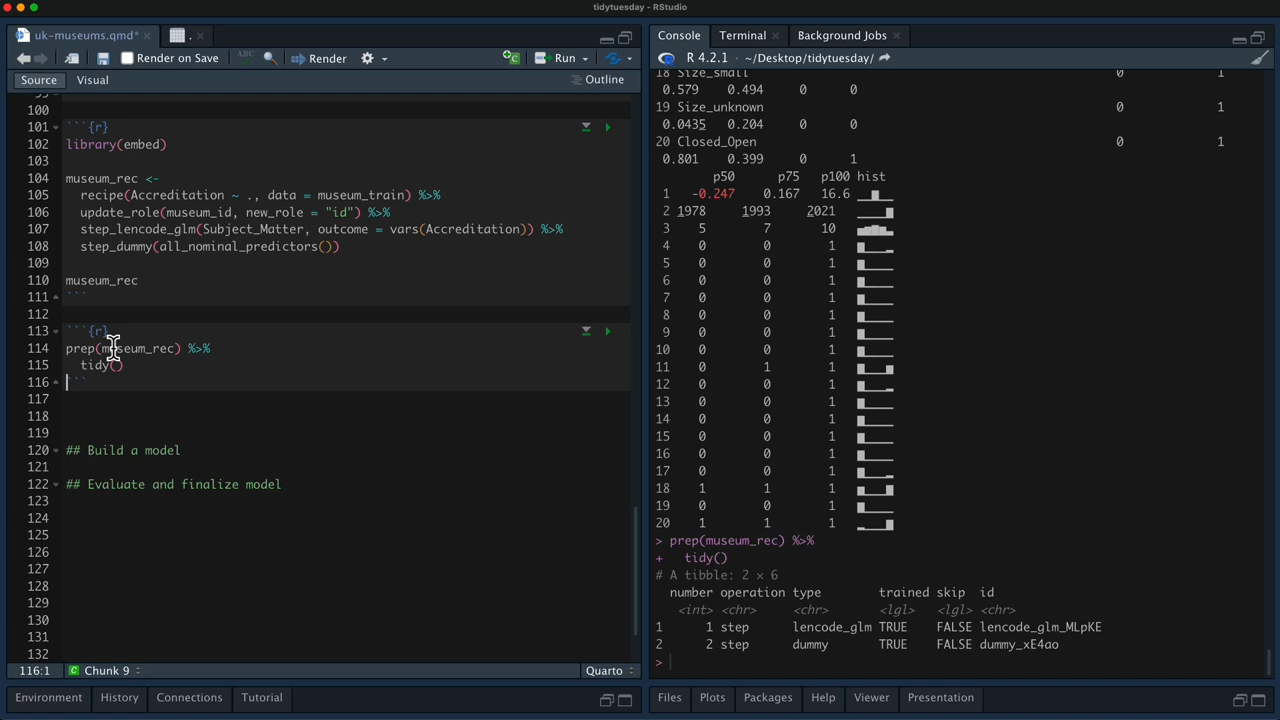 tidytuesday - RStudio
uk-museums.qmd*
.
Render on Save
ABC
Render
Run
Source
Visual
Outline
99
100
101 ```{r}
102 library(embed)
103
104 museum_rec <-
105 recipe(Accreditation ~ ., data = museum_train) %>%
106 update_role(museum_id, new_role = "id") %>%
107 step_lencode_glm(Subject_Matter, outcome = vars(Accreditation)) %>%
108 step_dummy(all_nominal_predictors())
109
110 museum_rec
111 ```
112
113 ```{r}
114 prep(museum_rec) %>%
115 tidy()
116 ```
117
118
119
120 ## Build a model
121
122 ## Evaluate and finalize model
123
124
125
126
127
128
129
130
131
132
116:1 Chunk 9 Quarto
Environment History Connections Tutorial
Console Terminal Background Jobs
R 4.2.1 · ~/Desktop/tidytuesday/
18 Size_small 0 1
0.579 0.494 0 0
19 Size_unknown 0 1
0.0435 0.204 0 0
20 Closed_Open 0 1
0.801 0.399 0 1
p50 p75 p100 hist
1 -0.247 0.167 16.6 ▁▁▇▁▁
2 1978 1993 2021 ▁▁▁▁▇
3 5 7 10 ▅▅▇▅▃
4 0 0 1 ▇▁▁▁▂
5 0 0 1 ▇▁▁▁▁
6 0 0 1 ▇▁▁▁▁
7 0 0 1 ▇▁▁▁▁
8 0 0 1 ▇▁▁▁▁
9 0 0 1 ▇▁▁▁▁
10 0 0 1 ▇▁▁▁▁
11 0 1 1 ▇▁▁▁▆
12 0 0 1 ▇▁▁▁▂
13 0 0 1 ▇▁▁▁▁
14 0 0 1 ▇▁▁▁▁
15 0 0 1 ▇▁▁▁▁
16 0 0 1 ▇▁▁▁▁
17 0 0 1 ▇▁▁▁▂
18 1 1 1 ▆▁▁▁▇
19 0 0 1 ▇▁▁▁▁
20 1 1 1 ▂▁▁▁▇
> prep(museum_rec) %>%
+ tidy()
# A tibble: 2 × 6
number operation type trained skip id
<int> <chr> <chr> <lgl> <lgl> <chr>
1 1 step lencode_glm TRUE FALSE lencode_glm_MLpKE
2 2 step dummy TRUE FALSE dummy_xE4ao
>
Files Plots Packages Help Viewer Presentation